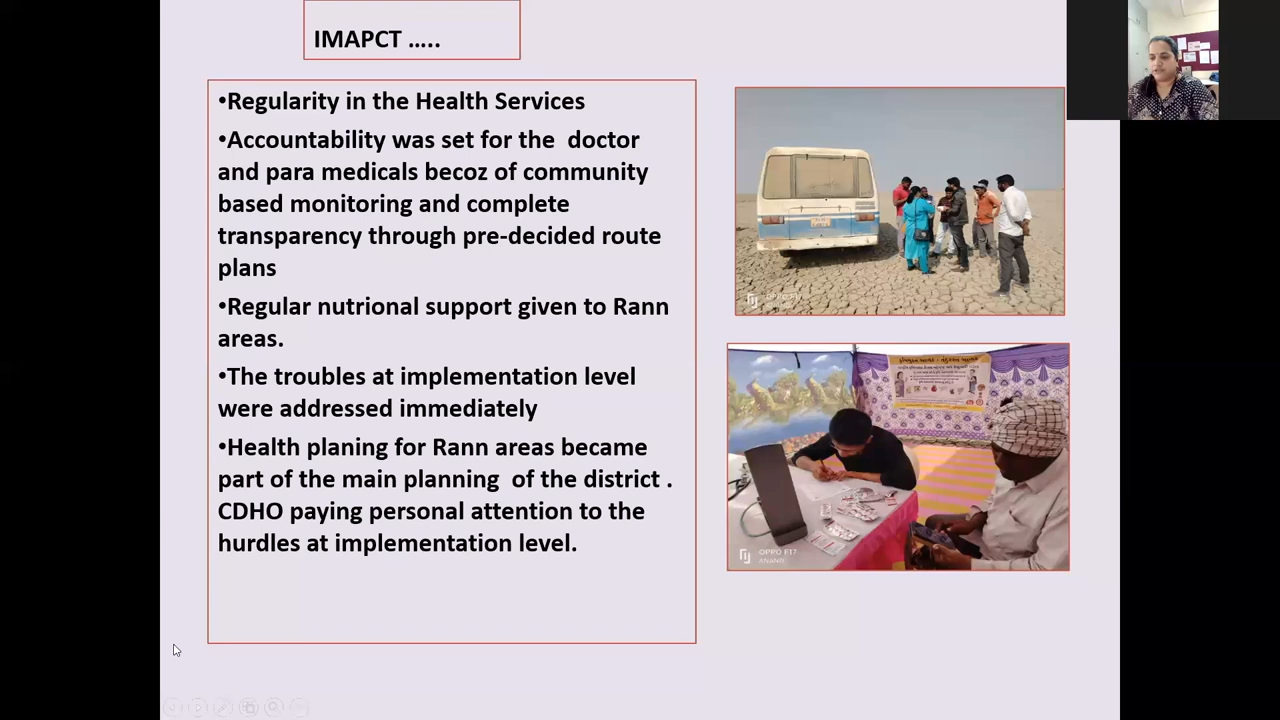 IMAPCT .....
•Regularity in the Health Services
•Accountability was set for the  doctor
and para medicals becoz of community
based monitoring and complete
transparency through pre-decided route
plans
•Regular nutrional support given to Rann
areas.
•The troubles at implementation level
were addressed immediately
•Health planing for Rann areas became
part of the main planning  of the district .
CDHO paying personal attention to the
hurdles at implementation level.
OPPO F17
ANAND